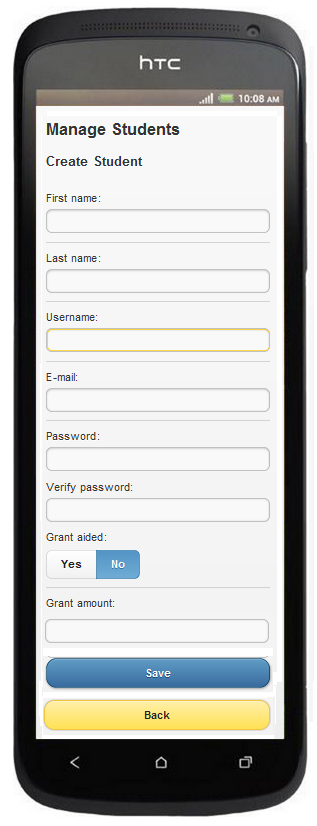 hTC
10:08 AM
Manage Students
Create Student
First name:
Last name:
Username:
E-mail:
Password:
Verify password:
Grant aided:
Yes No
Grant amount:
Save
Back